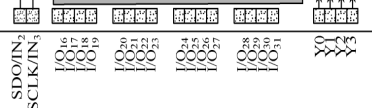 SDO/IN2
SCLK/IN3
I/O16
I/O17
I/O18
I/O19
I/O20
I/O21
I/O22
I/O23
I/O24
I/O25
I/O26
I/O27
I/O28
I/O29
I/O30
I/O31
Y0
Y1
Y2
Y3